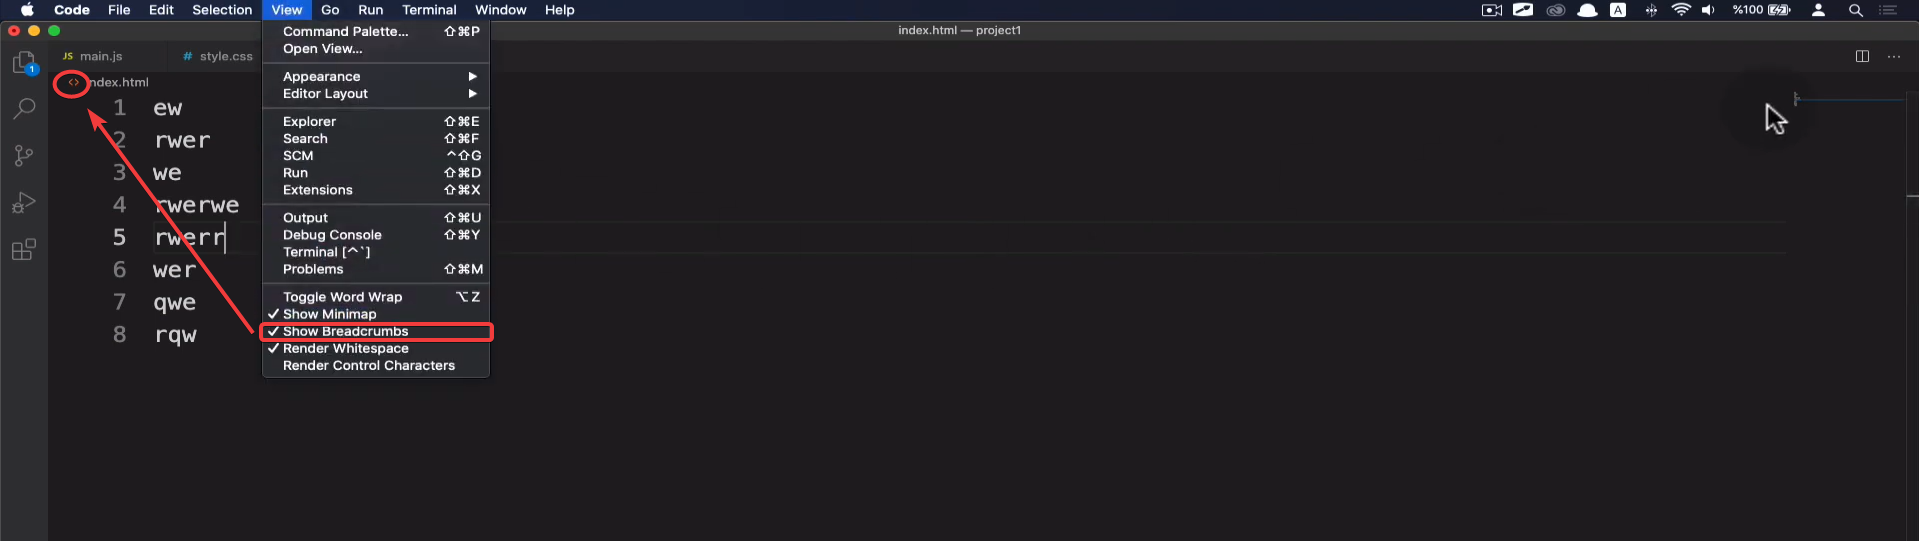 Code File Edit Selection View Go Run Terminal Window Help A %100
index.html — project1
JS main.js # style.css
1
<> ndex.html
1 ew
2 rwer
3 we
4 rwerwe
5 rwerr
6 wer
7 qwe
8 rqw
Command Palette... ⇧⌘P
Open View...
Appearance ▶
Editor Layout ▶
Explorer ⇧⌘E
Search ⇧⌘F
SCM ^⇧G
Run ⇧⌘D
Extensions ⇧⌘X
Output ⇧⌘U
Debug Console ⇧⌘Y
Terminal [^`]
Problems ⇧⌘M
Toggle Word Wrap ⌥Z
✓ Show Minimap
✓ Show Breadcrumbs
✓ Render Whitespace
Render Control Characters